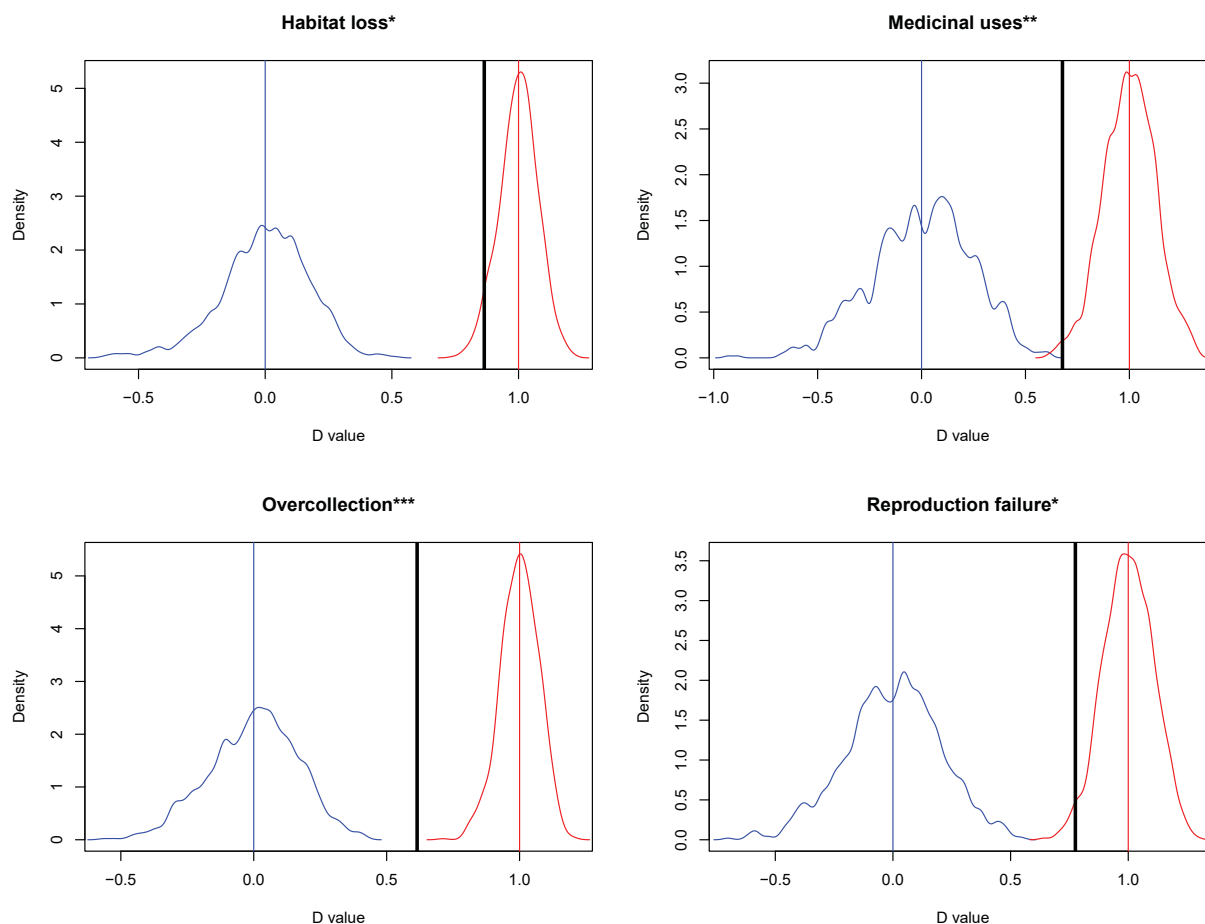 Habitat loss*
Density
0 1 2 3 4 5
−0.5 0.0 0.5 1.0
D value
Medicinal uses**
Density
0.0 0.5 1.0 1.5 2.0 2.5 3.0
−1.0 −0.5 0.0 0.5 1.0
D value
Overcollection***
Density
0 1 2 3 4 5
−0.5 0.0 0.5 1.0
D value
Reproduction failure*
Density
0.0 0.5 1.0 1.5 2.0 2.5 3.0 3.5
−0.5 0.0 0.5 1.0
D value